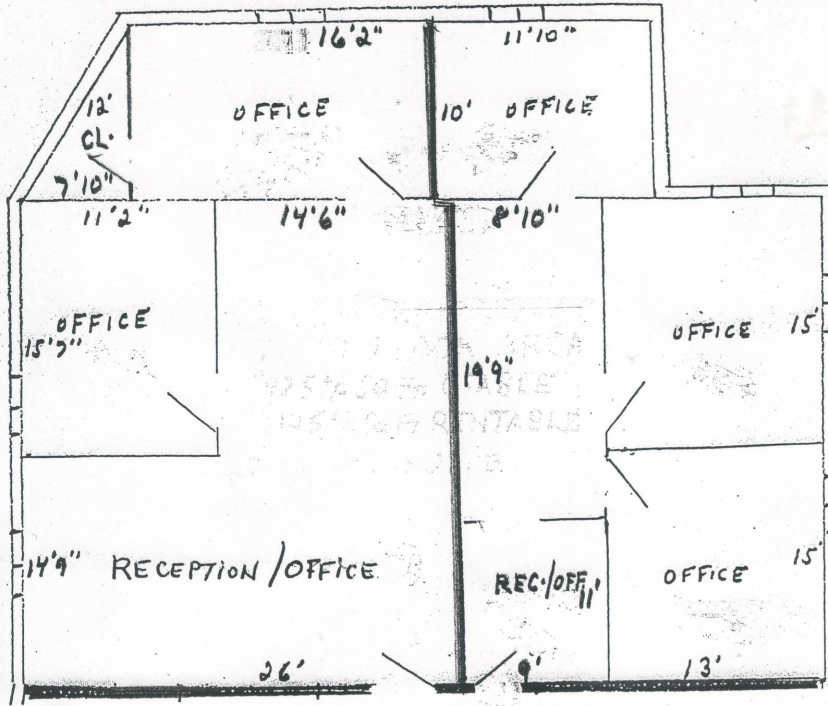 16'2"
11'10"
12'
OFFICE
10'
OFFICE
CL.
7'10"
11'2"
14'6"
8'10"
OFFICE
OFFICE
15'
15'7"
19'9"
RENTABLE
14'9"
RECEPTION/OFFICE
REC./OFF.
11'
OFFICE
15'
26'
9'
13'